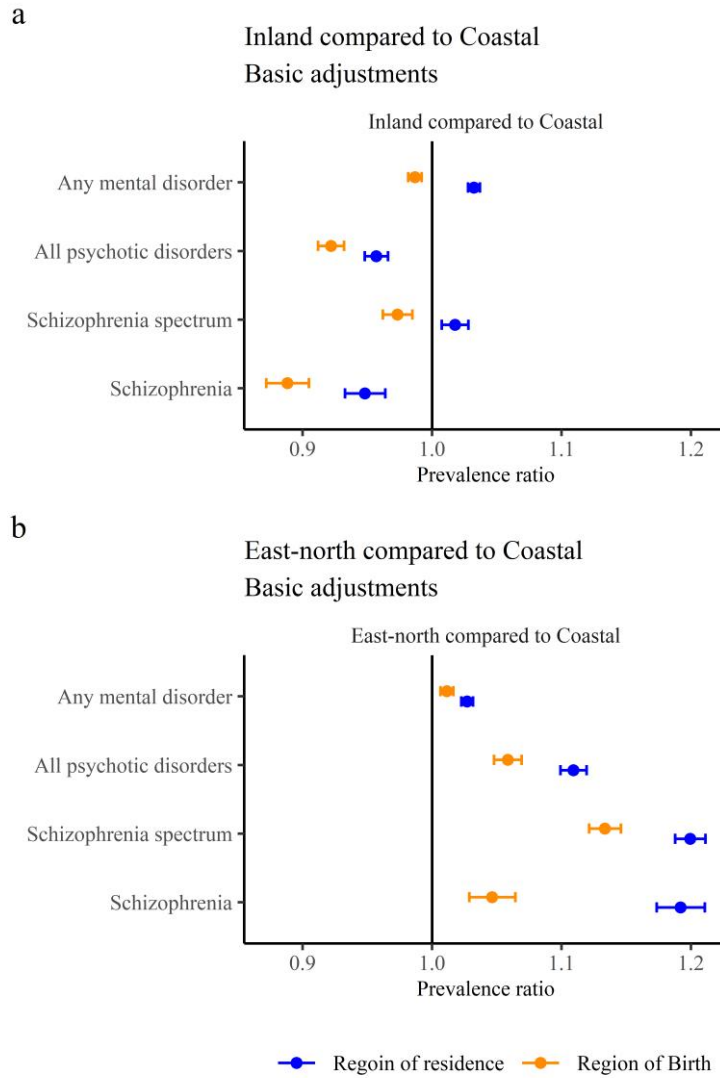 a
Inland compared to Coastal
Basic adjustments
Inland compared to Coastal
Any mental disorder
All psychotic disorders
Schizophrenia spectrum
Schizophrenia
0.9 1.0 1.1 1.2
Prevalence ratio
b
East-north compared to Coastal
Basic adjustments
East-north compared to Coastal
Any mental disorder
All psychotic disorders
Schizophrenia spectrum
Schizophrenia
0.9 1.0 1.1 1.2
Prevalence ratio
Regoin of residence Region of Birth